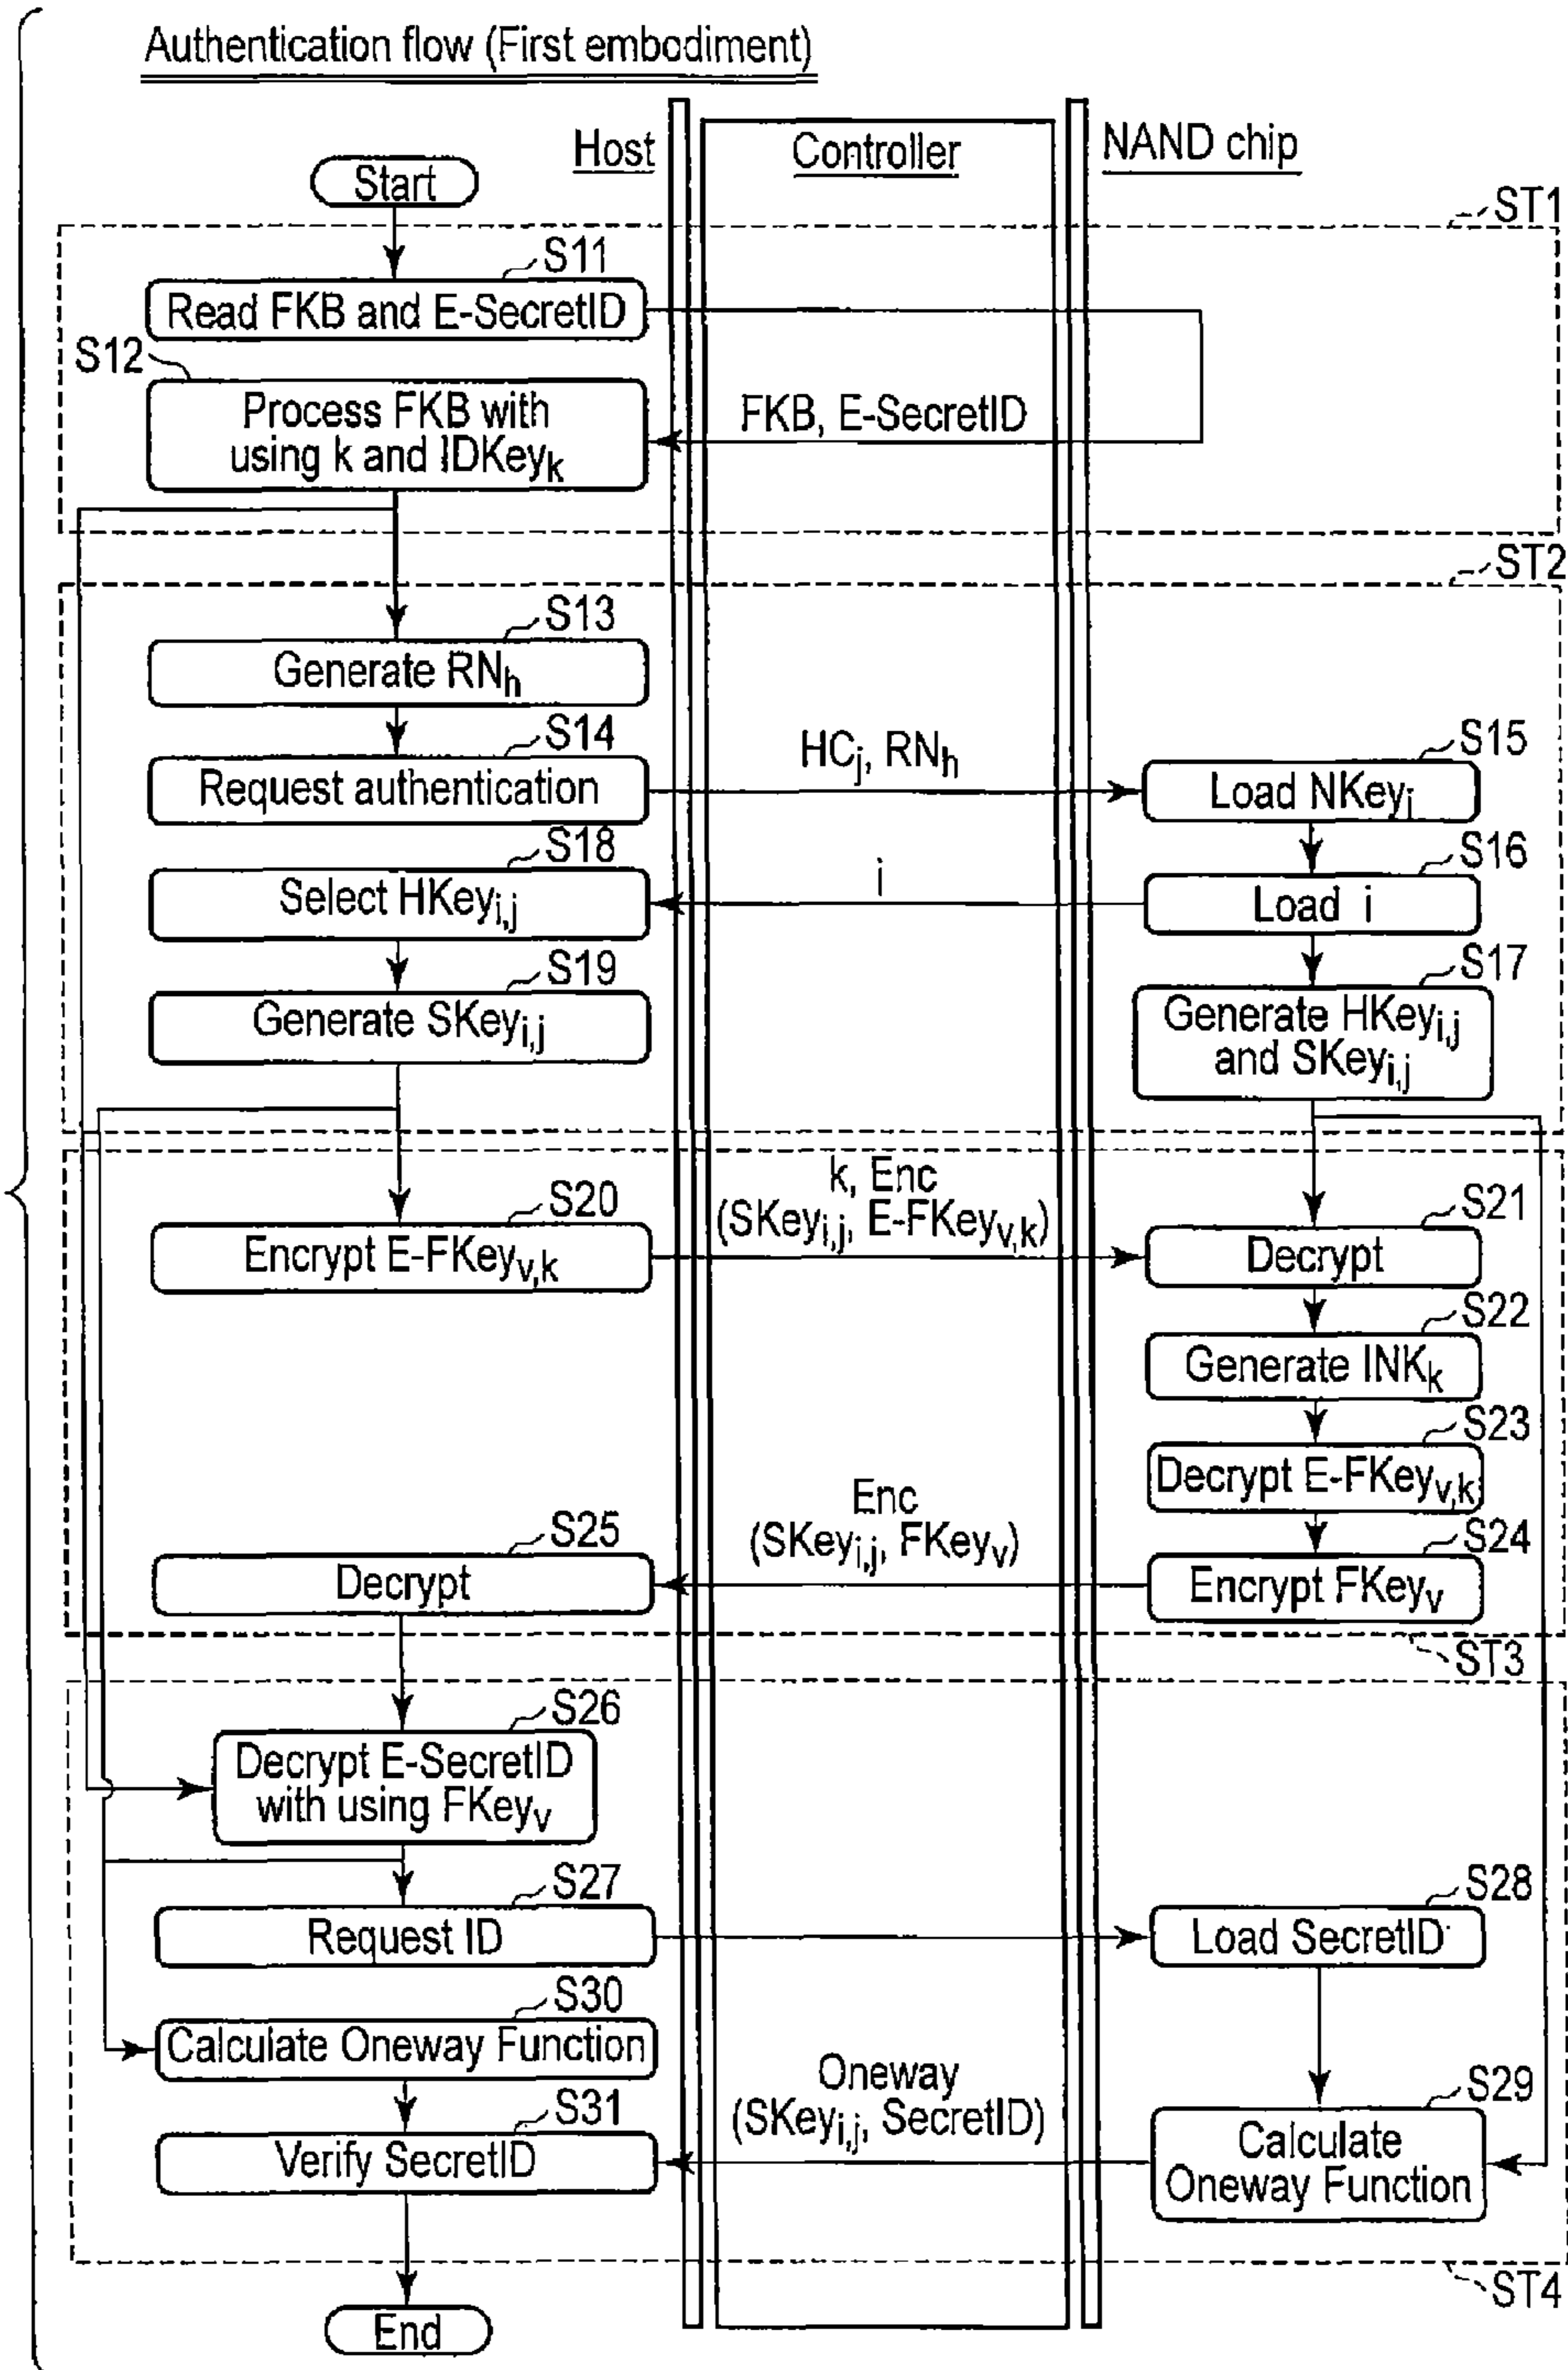 Authentication flow (First embodiment)
Host
Controller
NAND chip
Start
ST1
S11
Read FKB and E-SecretID
S12
Process FKB with
using k and IDKeyk
FKB, E-SecretID
ST2
S13
Generate RNh
S14
Request authentication
HCj, RNh
S15
Load NKeyi
S18
Select HKeyi,j
i
S16
Load i
S19
Generate SKeyi,j
S17
Generate HKeyi,j
and SKeyi,j
S20
Encrypt E-FKeyv,k
k, Enc
(SKeyi,j, E-FKeyv,k)
S21
Decrypt
S22
Generate INKk
S23
Decrypt E-FKeyv,k
S25
Decrypt
Enc
(SKeyi,j, FKeyv)
S24
Encrypt FKeyv
ST3
S26
Decrypt E-SecretID
with using FKeyv
S27
Request ID
S28
Load SecretID
S30
Calculate Oneway Function
S31
Verify SecretID
Oneway
(SKeyi,j, SecretID)
S29
Calculate
Oneway Function
ST4
End